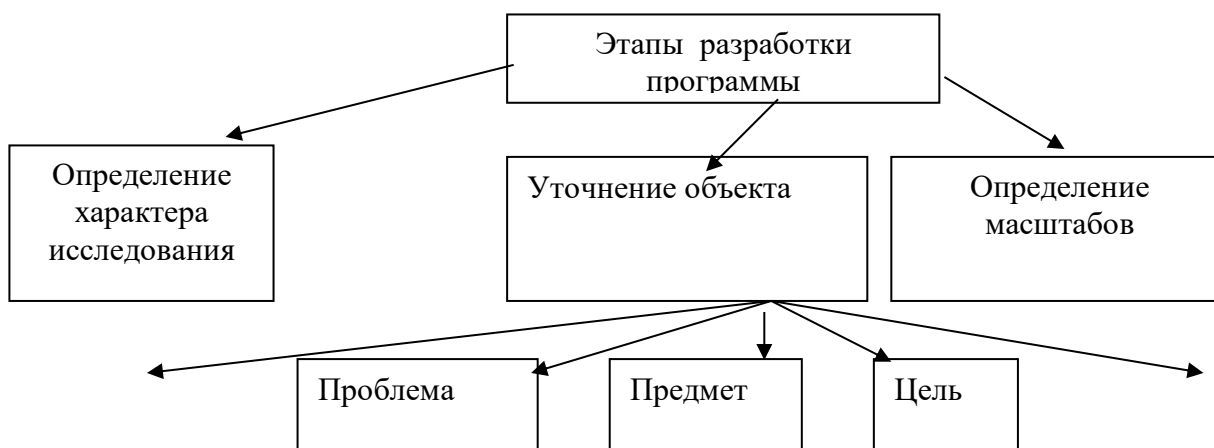 Этапы разработки
программы
Определение
характера
исследования
Уточнение объекта
Определение
масштабов
Проблема
Предмет
Цель